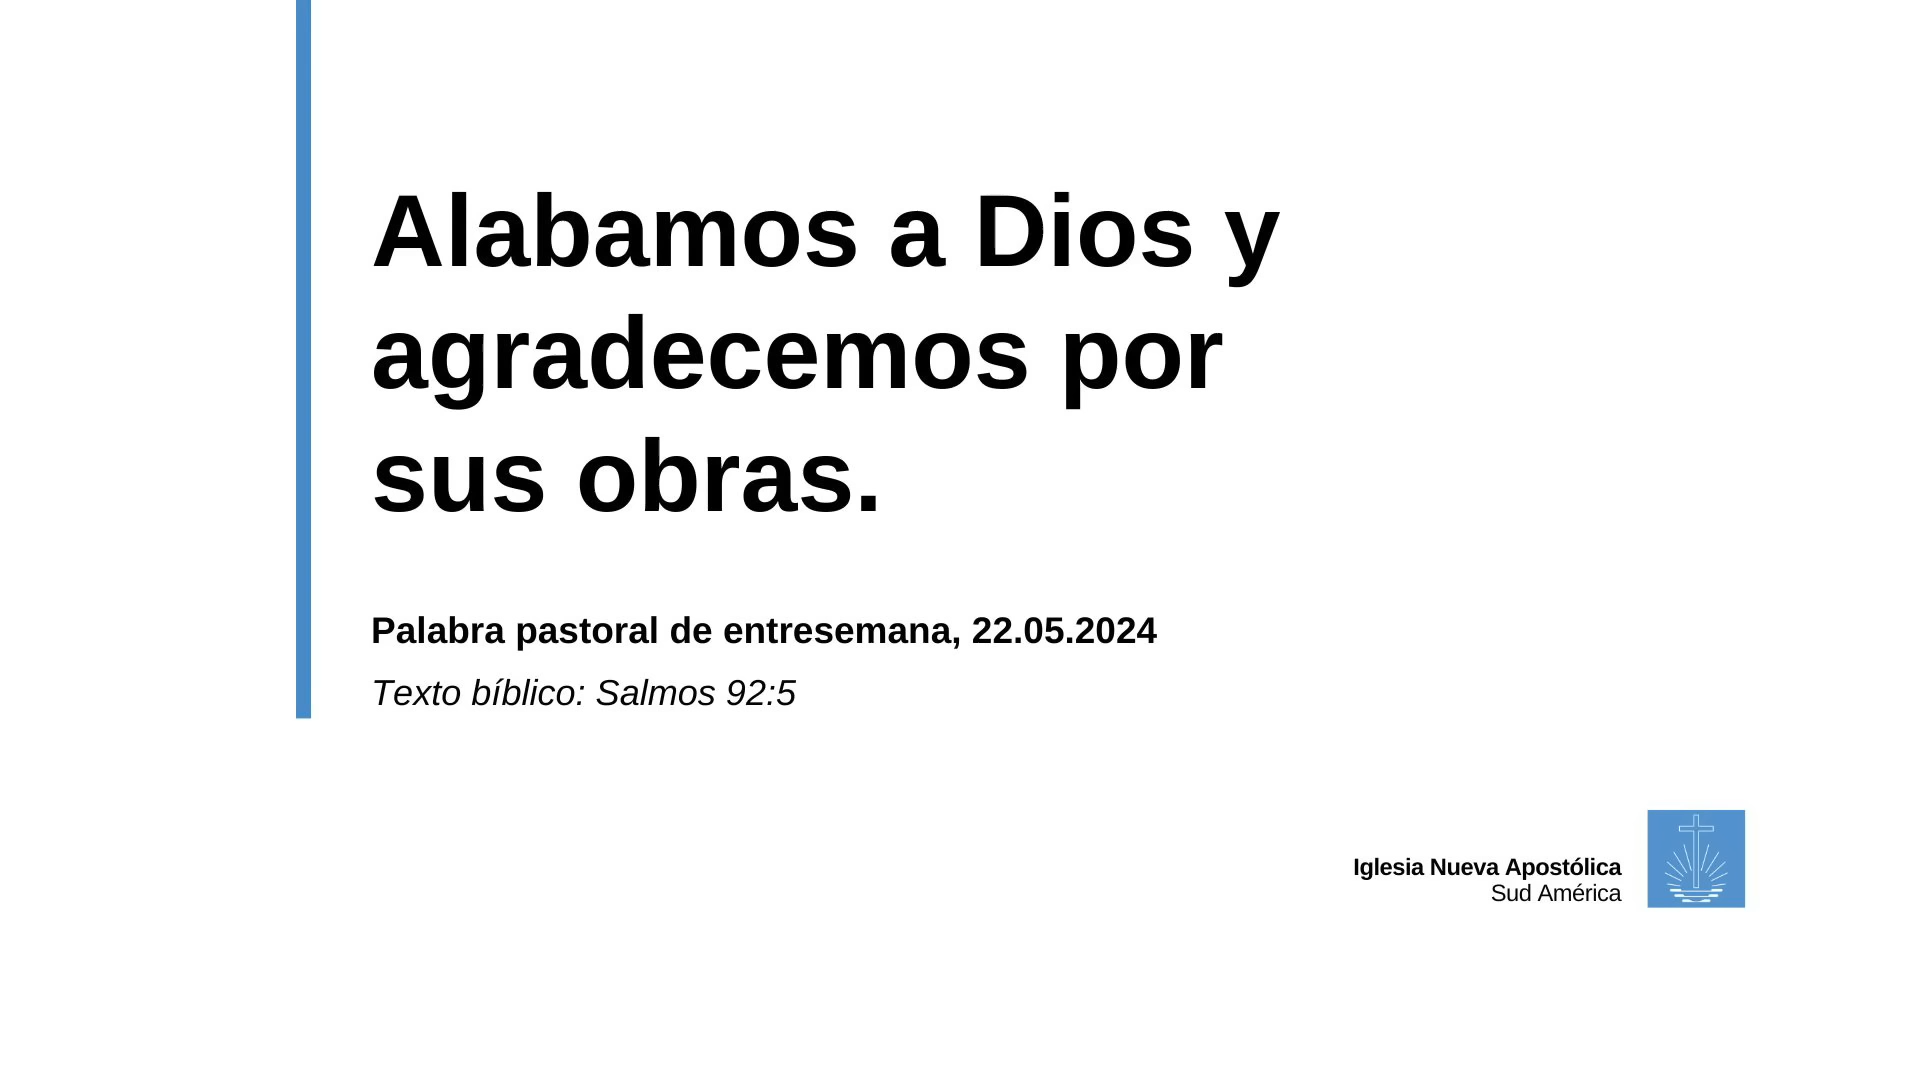 Alabamos a Dios y
agradecemos por
sus obras.
Palabra pastoral de entresemana, 22.05.2024
Texto bíblico: Salmos 92:5
Iglesia Nueva Apostólica
Sud América